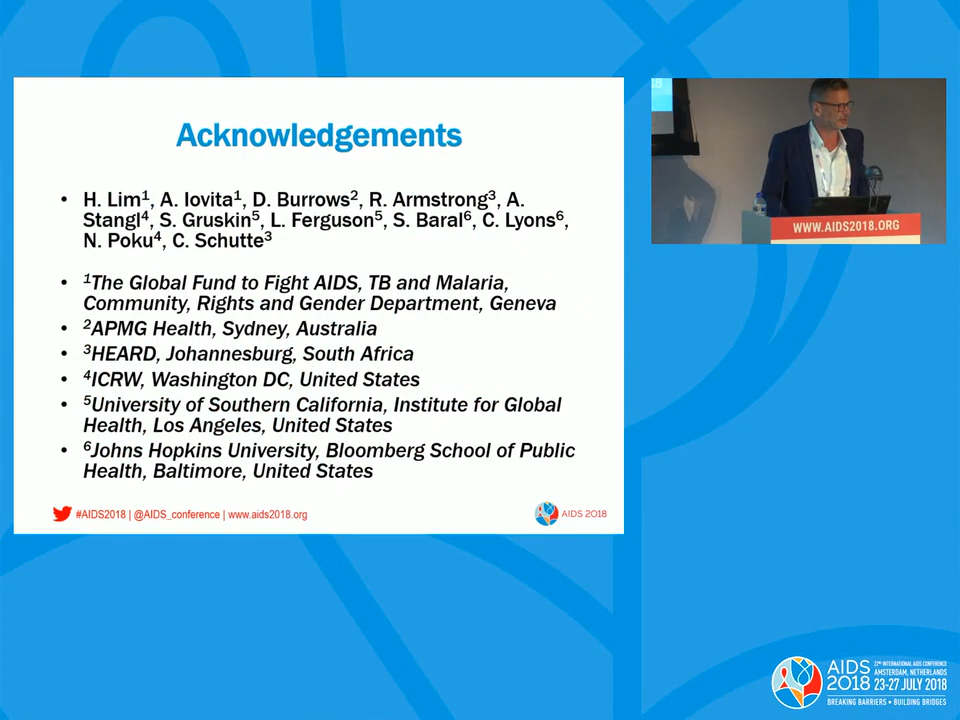 Acknowledgements
• H. Lim¹, A. Iovita¹, D. Burrows², R. Armstrong³, A.
Stangl⁴, S. Gruskin⁵, L. Ferguson⁵, S. Baral⁶, C. Lyons⁶,
N. Poku⁴, C. Schutte³
• ¹The Global Fund to Fight AIDS, TB and Malaria,
Community, Rights and Gender Department, Geneva
• ²APMG Health, Sydney, Australia
• ³HEARD, Johannesburg, South Africa
• ⁴ICRW, Washington DC, United States
• ⁵University of Southern California, Institute for Global
Health, Los Angeles, United States
• ⁶Johns Hopkins University, Bloomberg School of Public
Health, Baltimore, United States
#AIDS2018 | @AIDS_conference | www.aids2018.org
AIDS 2018
18
WWW.AIDS2018.ORG
AIDS
2018
22ND INTERNATIONAL AIDS CONFERENCE
AMSTERDAM, NETHERLANDS
23-27 JULY 2018
BREAKING BARRIERS • BUILDING BRIDGES